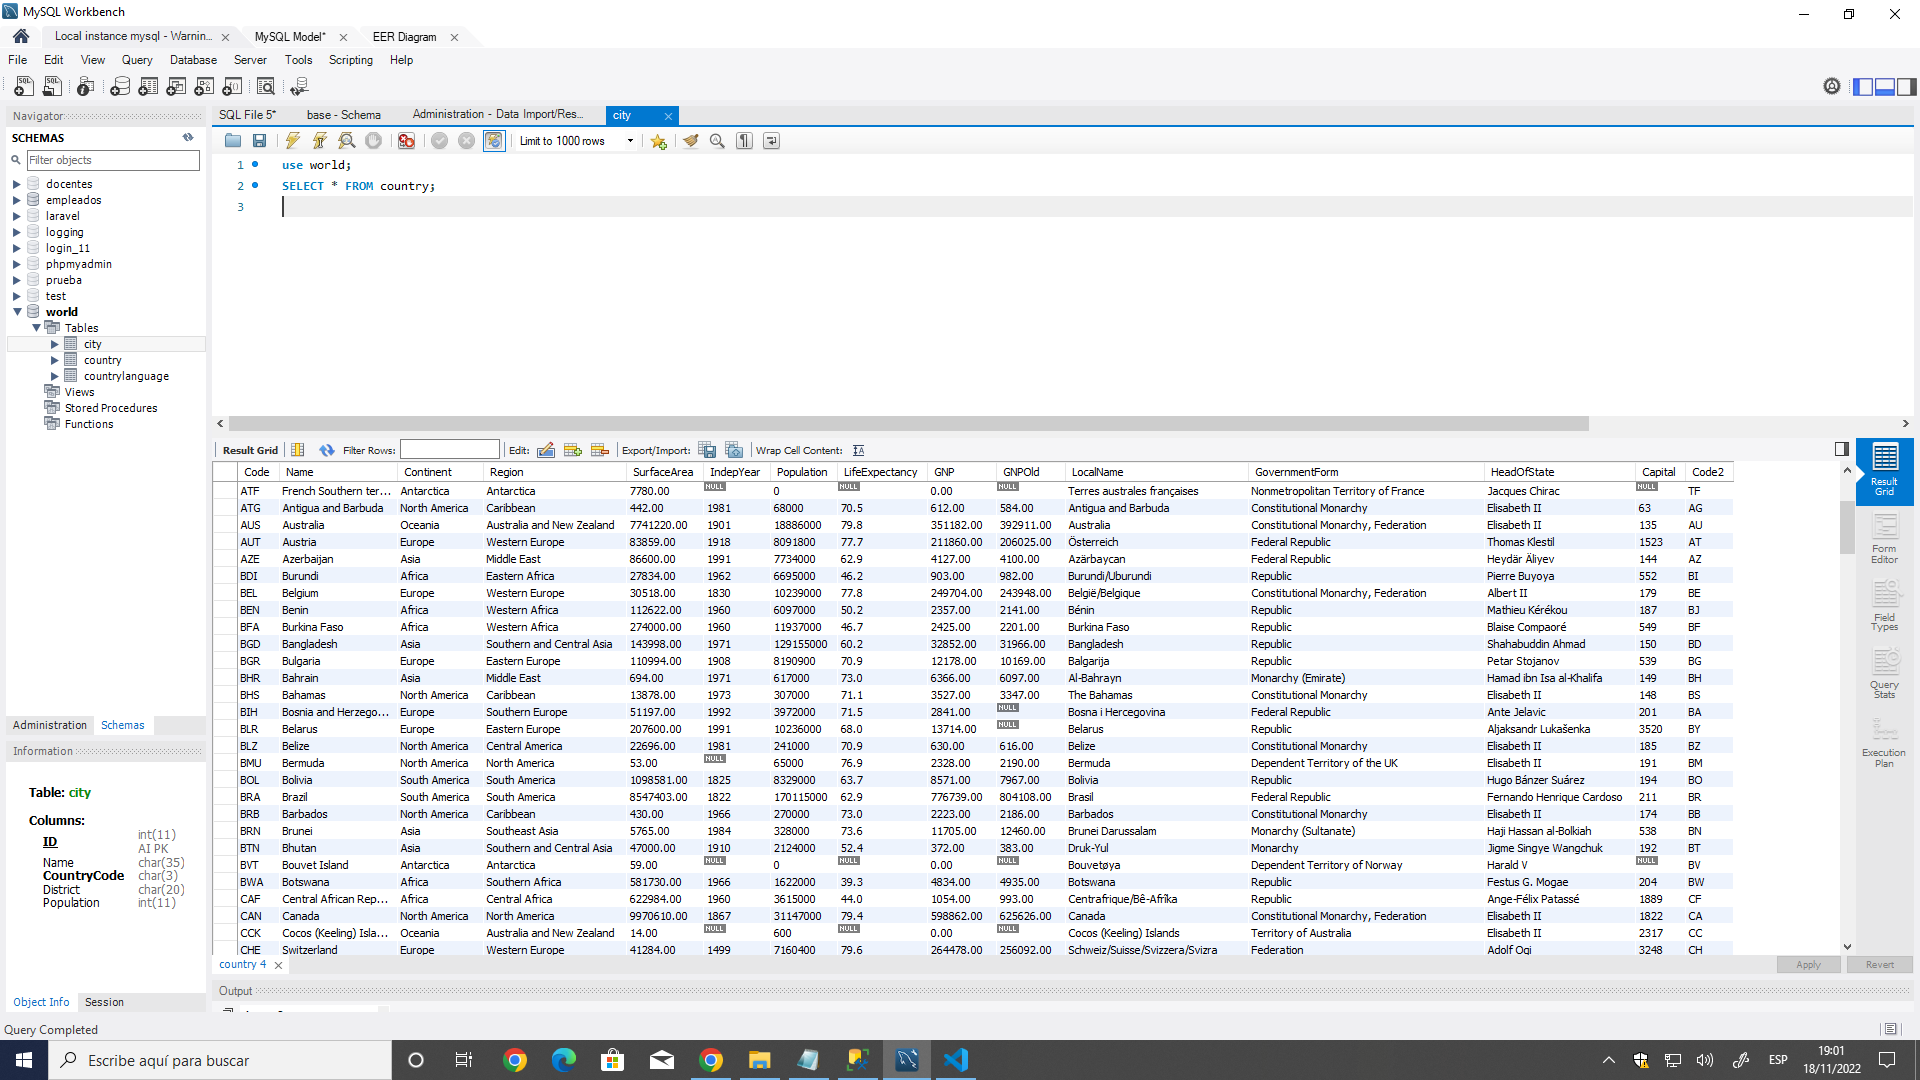 MySQL Workbench
Local instance mysql - Warnin... MySQL Model* EER Diagram
File Edit View Query Database Server Tools Scripting Help
Navigator
SCHEMAS
Filter objects
docentes
empleados
laravel
logging
login_11
phpmyadmin
prueba
test
world
Tables
city
country
countrylanguage
Views
Stored Procedures
Functions
Administration Schemas
Information
Table: city
Columns:
ID int(11) AI PK
Name char(35)
CountryCode char(3)
District char(20)
Population int(11)
Object Info Session
SQL File 5* base - Schema Administration - Data Import/Res... city
Limit to 1000 rows
1 use world;
2 SELECT * FROM country;
3
Result Grid Filter Rows: Edit: Export/Import: Wrap Cell Content:
Code Name Continent Region SurfaceArea IndepYear Population LifeExpectancy GNP GNPOld LocalName GovernmentForm HeadOfState Capital Code2
ATF French Southern ter... Antarctica Antarctica 7780.00 NULL 0 NULL 0.00 NULL Terres australes françaises Nonmetropolitan Territory of France Jacques Chirac NULL TF
ATG Antigua and Barbuda North America Caribbean 442.00 1981 68000 70.5 612.00 584.00 Antigua and Barbuda Constitutional Monarchy Elisabeth II 63 AG
AUS Australia Oceania Australia and New Zealand 7741220.00 1901 18886000 79.8 351182.00 392911.00 Australia Constitutional Monarchy, Federation Elisabeth II 135 AU
AUT Austria Europe Western Europe 83859.00 1918 8091800 77.7 211860.00 206025.00 Österreich Federal Republic Thomas Klestil 1523 AT
AZE Azerbaijan Asia Middle East 86600.00 1991 7734000 62.9 4127.00 4100.00 Azärbaycan Federal Republic Heydär Äliyev 144 AZ
BDI Burundi Africa Eastern Africa 27834.00 1962 6695000 46.2 903.00 982.00 Burundi/Uburundi Republic Pierre Buyoya 552 BI
BEL Belgium Europe Western Europe 30518.00 1830 10239000 77.8 249704.00 243948.00 België/Belgique Constitutional Monarchy, Federation Albert II 179 BE
BEN Benin Africa Western Africa 112622.00 1960 6097000 50.2 2357.00 2141.00 Bénin Republic Mathieu Kérékou 187 BJ
BFA Burkina Faso Africa Western Africa 274000.00 1960 11937000 46.7 2425.00 2201.00 Burkina Faso Republic Blaise Compaoré 549 BF
BGD Bangladesh Asia Southern and Central Asia 143998.00 1971 129155000 60.2 32852.00 31966.00 Bangladesh Republic Shahabuddin Ahmad 150 BD
BGR Bulgaria Europe Eastern Europe 110994.00 1908 8190900 70.9 12178.00 10169.00 Balgarija Republic Petar Stojanov 539 BG
BHR Bahrain Asia Middle East 694.00 1971 617000 73.0 6366.00 6097.00 Al-Bahrayn Monarchy (Emirate) Hamad ibn Isa al-Khalifa 149 BH
BHS Bahamas North America Caribbean 13878.00 1973 307000 71.1 3527.00 3347.00 The Bahamas Constitutional Monarchy Elisabeth II 148 BS
BIH Bosnia and Herzego... Europe Southern Europe 51197.00 1992 3972000 71.5 2841.00 NULL Bosna i Hercegovina Federal Republic Ante Jelavic 201 BA
BLR Belarus Europe Eastern Europe 207600.00 1991 10236000 68.0 13714.00 NULL Belarus Republic Aljaksandr Lukašenka 3520 BY
BLZ Belize North America Central America 22696.00 1981 241000 70.9 630.00 616.00 Belize Constitutional Monarchy Elisabeth II 185 BZ
BMU Bermuda North America North America 53.00 NULL 65000 76.9 2328.00 2190.00 Bermuda Dependent Territory of the UK Elisabeth II 191 BM
BOL Bolivia South America South America 1098581.00 1825 8329000 63.7 8571.00 7967.00 Bolivia Republic Hugo Bánzer Suárez 194 BO
BRA Brazil South America South America 8547403.00 1822 170115000 62.9 776739.00 804108.00 Brasil Federal Republic Fernando Henrique Cardoso 211 BR
BRB Barbados North America Caribbean 430.00 1966 270000 73.0 2223.00 2186.00 Barbados Constitutional Monarchy Elisabeth II 174 BB
BRN Brunei Asia Southeast Asia 5765.00 1984 328000 73.6 11705.00 12460.00 Brunei Darussalam Monarchy (Sultanate) Haji Hassan al-Bolkiah 538 BN
BTN Bhutan Asia Southern and Central Asia 47000.00 1910 2124000 52.4 372.00 383.00 Druk-Yul Monarchy Jigme Singye Wangchuk 192 BT
BVT Bouvet Island Antarctica Antarctica 59.00 NULL 0 NULL 0.00 NULL Bouvetøya Dependent Territory of Norway Harald V NULL BV
BWA Botswana Africa Southern Africa 581730.00 1966 1622000 39.3 4834.00 4935.00 Botswana Republic Festus G. Mogae 204 BW
CAF Central African Rep... Africa Central Africa 622984.00 1960 3615000 44.0 1054.00 993.00 Centrafrique/Bê-Afrîka Republic Ange-Félix Patassé 1889 CF
CAN Canada North America North America 9970610.00 1867 31147000 79.4 598862.00 625626.00 Canada Constitutional Monarchy, Federation Elisabeth II 1822 CA
CCK Cocos (Keeling) Isla... Oceania Australia and New Zealand 14.00 NULL 600 NULL 0.00 NULL Cocos (Keeling) Islands Territory of Australia Elisabeth II 2317 CC
CHE Switzerland Europe Western Europe 41284.00 1499 7160400 79.6 264478.00 256092.00 Schweiz/Suisse/Svizzera/Svizra Federation Adolf Ogi 3248 CH
Result Grid
Form Editor
Field Types
Query Stats
Execution Plan
country 4 Apply Revert
Output
Query Completed
Escribe aquí para buscar
ESP 19:01
18/11/2022